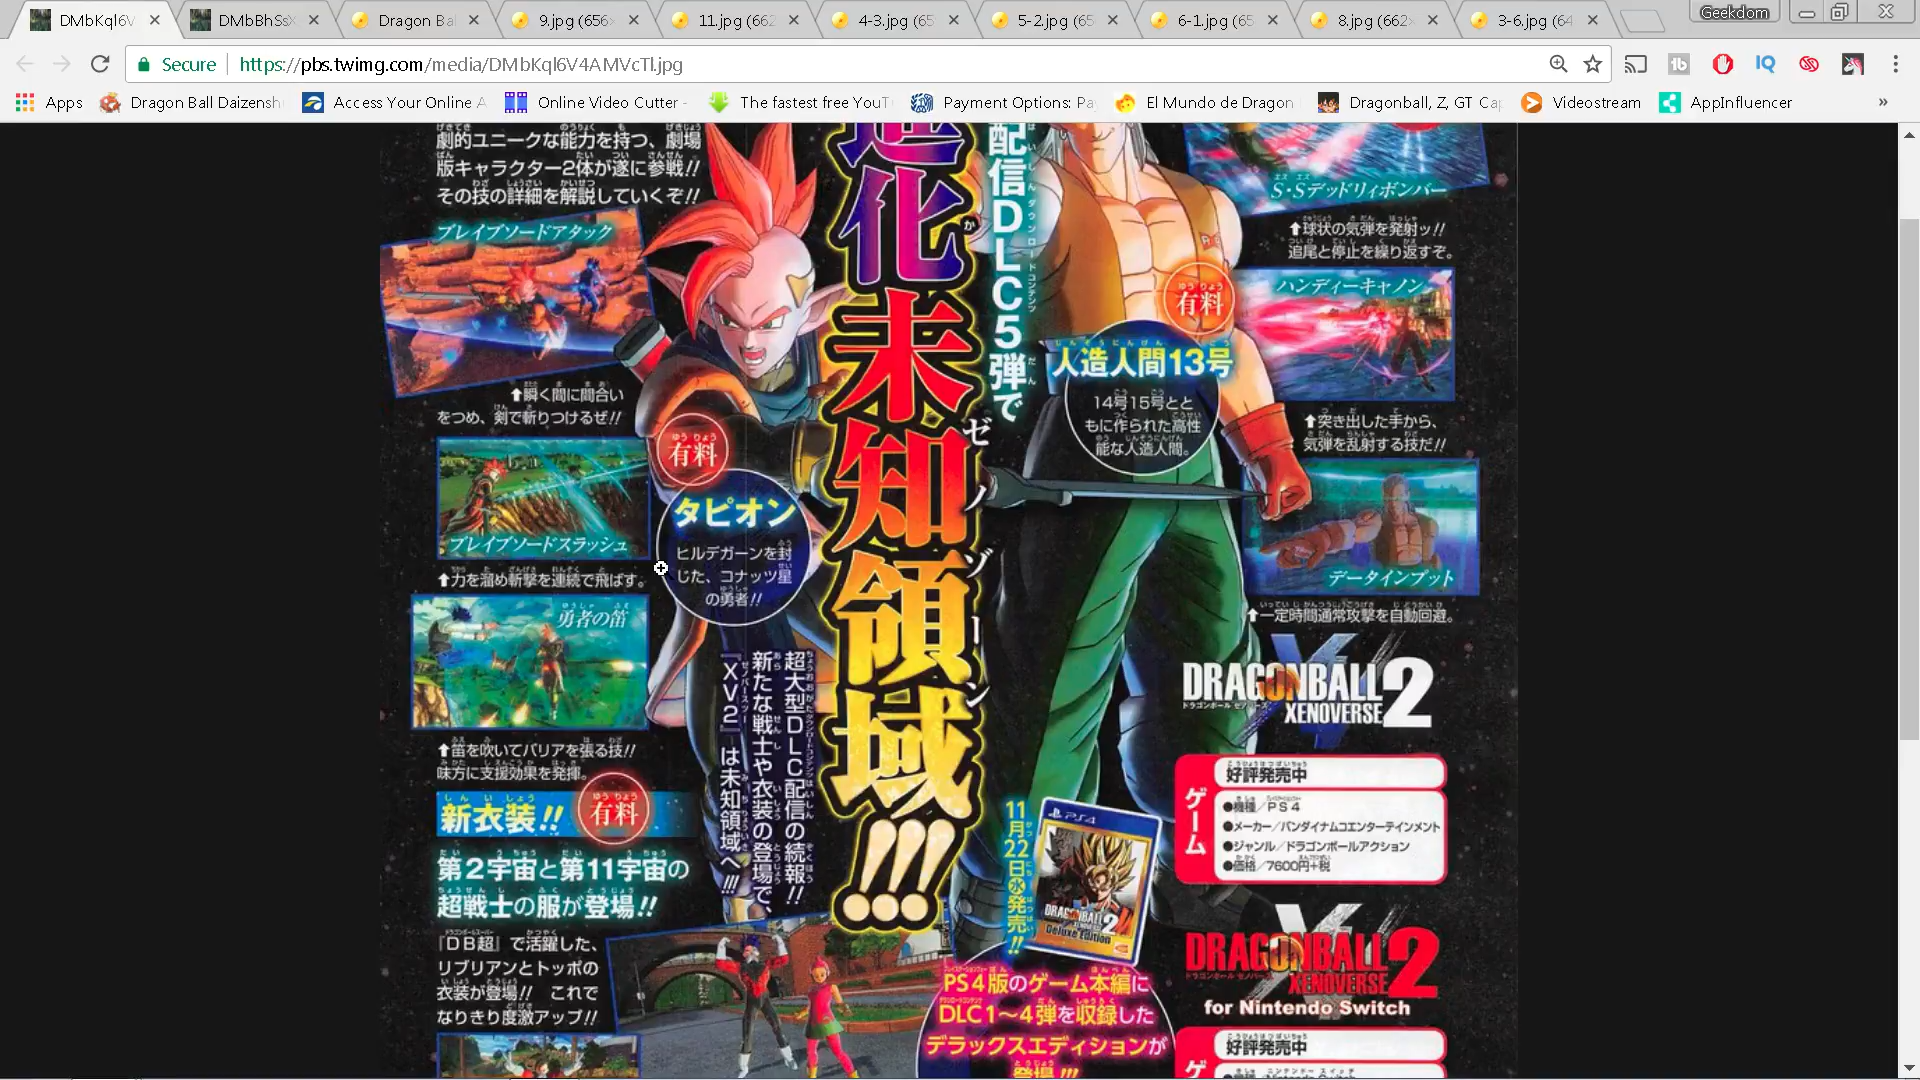 DMbKql6V
DMbBhSsX
Dragon Bal
9.jpg (656×
11.jpg (662
4-3.jpg (65
5-2.jpg (65
6-1.jpg (65
8.jpg (662×
3-6.jpg (64
Geekdom
Secure
https://pbs.twimg.com/media/DMbKql6V4AMVcTl.jpg
Apps
Dragon Ball Daizensh
Access Your Online A
Online Video Cutter -
The fastest free YouT
Payment Options: Pa
El Mundo de Dragon
Dragonball, Z, GT Ca
Videostream
AppInfluencer
»
劇的ユニークな能力を持つ、劇場
版キャラクター2体が遂に参戦!!
その技の詳細を解説していくぞ!!
ブレイブソードアタック
⬆瞬く間に間合い
をつめ、剣で斬りつけるぜ!!
ブレイブソードスラッシュ
⬆力を溜め斬撃を連続で飛ばす。
勇者の笛
⬆笛を吹いてバリアを張る技!!
味方に支援効果を発揮。
有料
タピオン
ヒルデガーンを封
じた、コナッツ星
の勇者!!
新衣装!!
有料
第2宇宙と第11宇宙の
超戦士の服が登場!!
『DB超』で活躍した、
リブリアンとトッポの
衣装が登場!! これで
なりきり度激アップ!!
超大型DLC配信の続報!!
新たな戦士や衣装の登場で、
『XV2』は未知領域へ!!!
進化未知領域!!!
ゼノゾーン
配信DLC5弾で
有料
人造人間13号
14号15号とと
もに作られた高性
能な人造人間。
S・Sデッドリィボンバー
⬆球状の気弾を発射ッ!!
追尾と停止を繰り返すぞ。
ハンディーキャノン
⬆突き出した手から、
気弾を乱射する技だ!!
データインプット
⬆一定時間通常攻撃を自動回避。
DRAGONBALL
XENOVERSE 2
ゲーム
好評発売中
●機種/PS4
●メーカー/バンダイナムコエンターテインメント
●ジャンル/ドラゴンボールアクション
●価格/7600円+税
11月22日㊌発売!!
PS4
DRAGONBALL
XENOVERSE 2
Deluxe Edition
PS4版のゲーム本編に
DLC1〜4弾を収録した
デラックスエディションが
登場!!!
DRAGONBALL
XENOVERSE 2
for Nintendo Switch
好評発売中